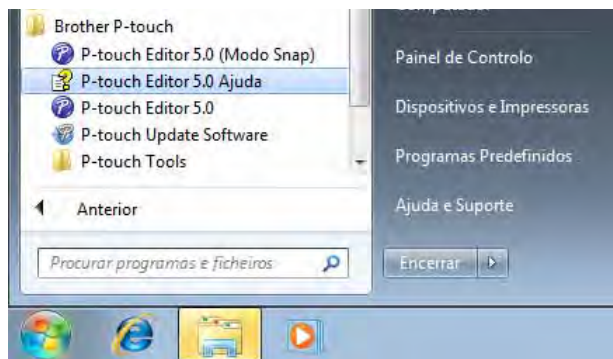 Brother P-touch
P-touch Editor 5.0 (Modo Snap)
P-touch Editor 5.0 Ajuda
P-touch Editor 5.0
P-touch Update Software
P-touch Tools
Anterior
Procurar programas e ficheiros
Painel de Controlo
Dispositivos e Impressoras
Programas Predefinidos
Ajuda e Suporte
Encerrar